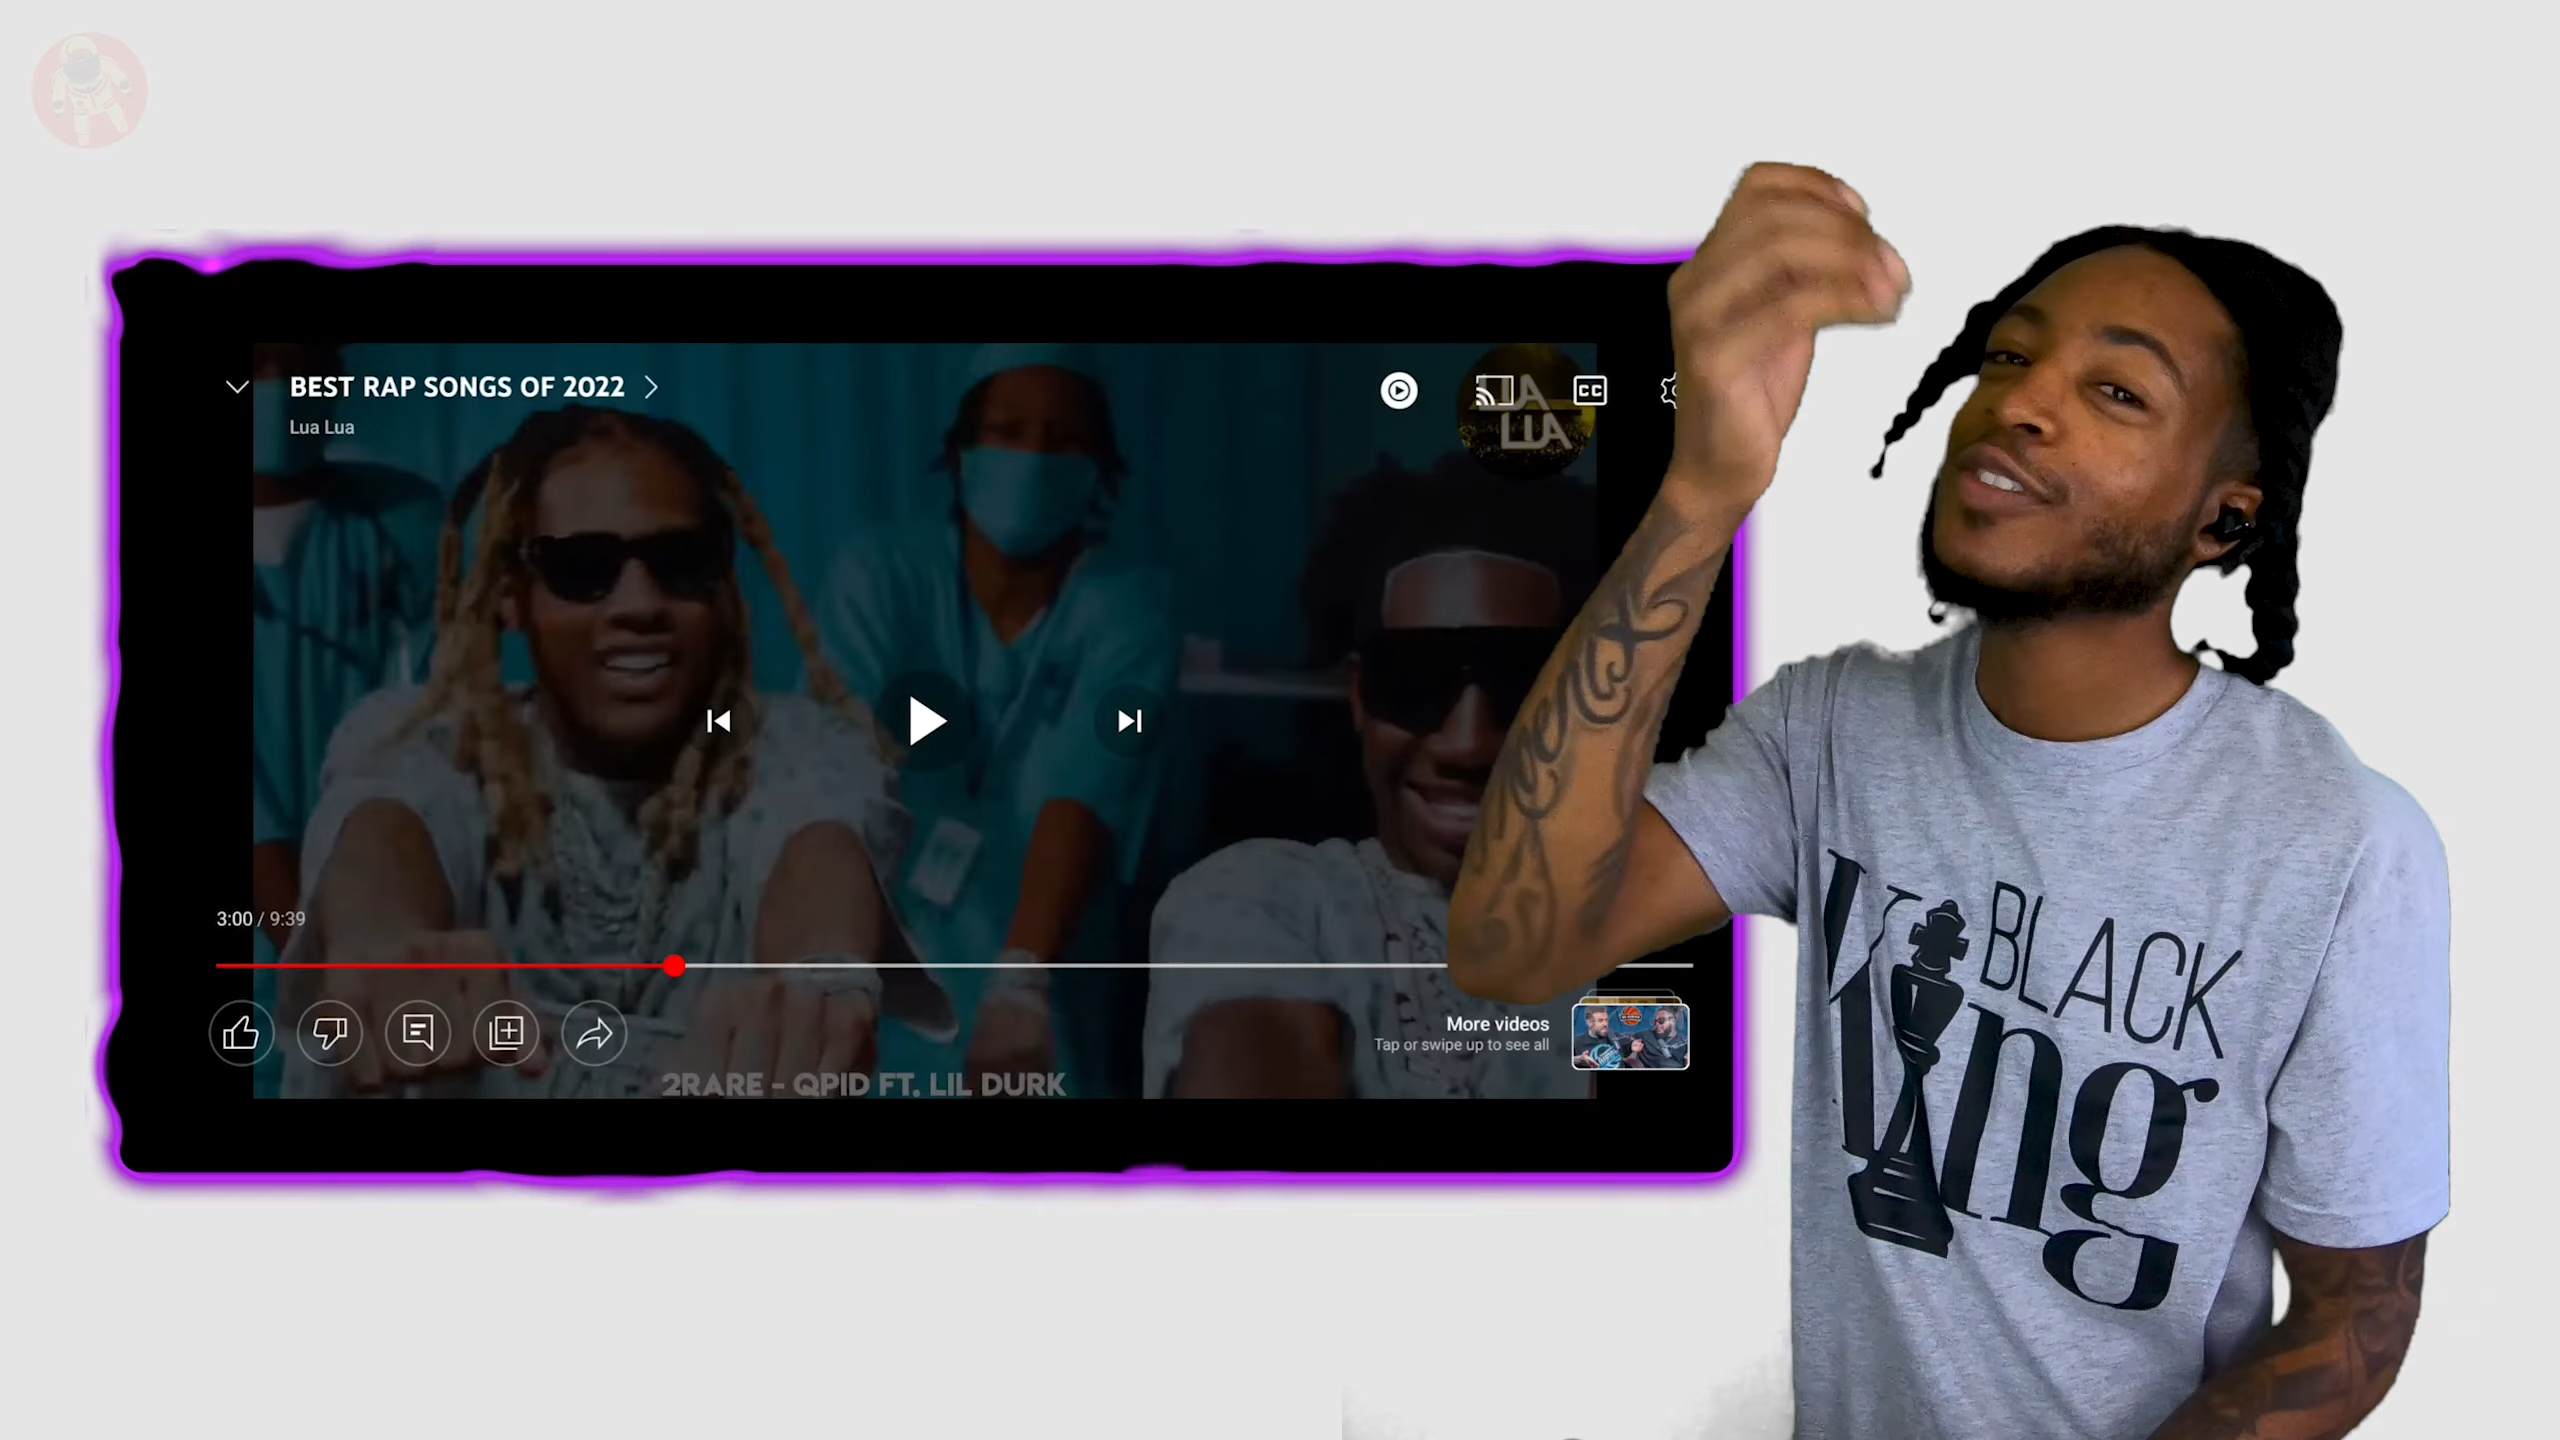 BEST RAP SONGS OF 2022
Lua Lua
LUA
CC
3:00 / 9:39
More videos
Tap or swipe up to see all
2RARE - QPID FT. LIL DURK
BLACK
King